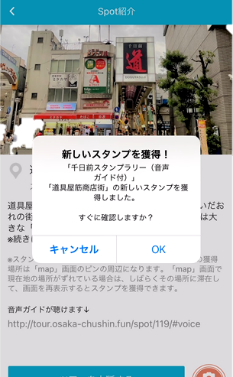 Spot紹介
千日前
道
新しいスタンプを獲得！
「千日前スタンプラリー（音声
ガイド付）」
「道具屋筋商店街」の新しいスタンプを獲
得しました。
すぐに確認しますか？
キャンセル
OK
道具屋
いだお
れの街
は大
きな「
※続き
※スタン
の獲得
場所は「map」画面のピンの周辺になります。「map」画面で
現在地の場所がずれている場合は、しばらくその場所に滞在し
て、画面を再表示するとスタンプを獲得できます。
音声ガイドが聴けます↓
http://tour.osaka-chushin.fun/spot/119/#voice